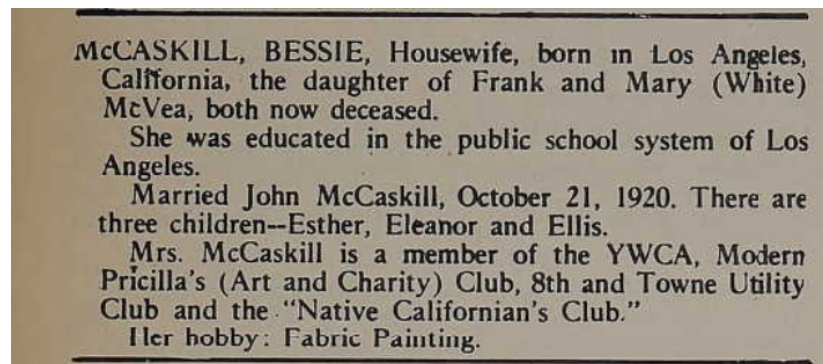 McCASKILL, BESSIE, Housewife, born in Los Angeles,
California, the daughter of Frank and Mary (White)
McVea, both now deceased.
She was educated in the public school system of Los
Angeles.
Married John McCaskill, October 21, 1920. There are
three children--Esther, Eleanor and Ellis.
Mrs. McCaskill is a member of the YWCA, Modern
Pricilla's (Art and Charity) Club, 8th and Towne Utility
Club and the "Native Californian's Club."
Her hobby: Fabric Painting.